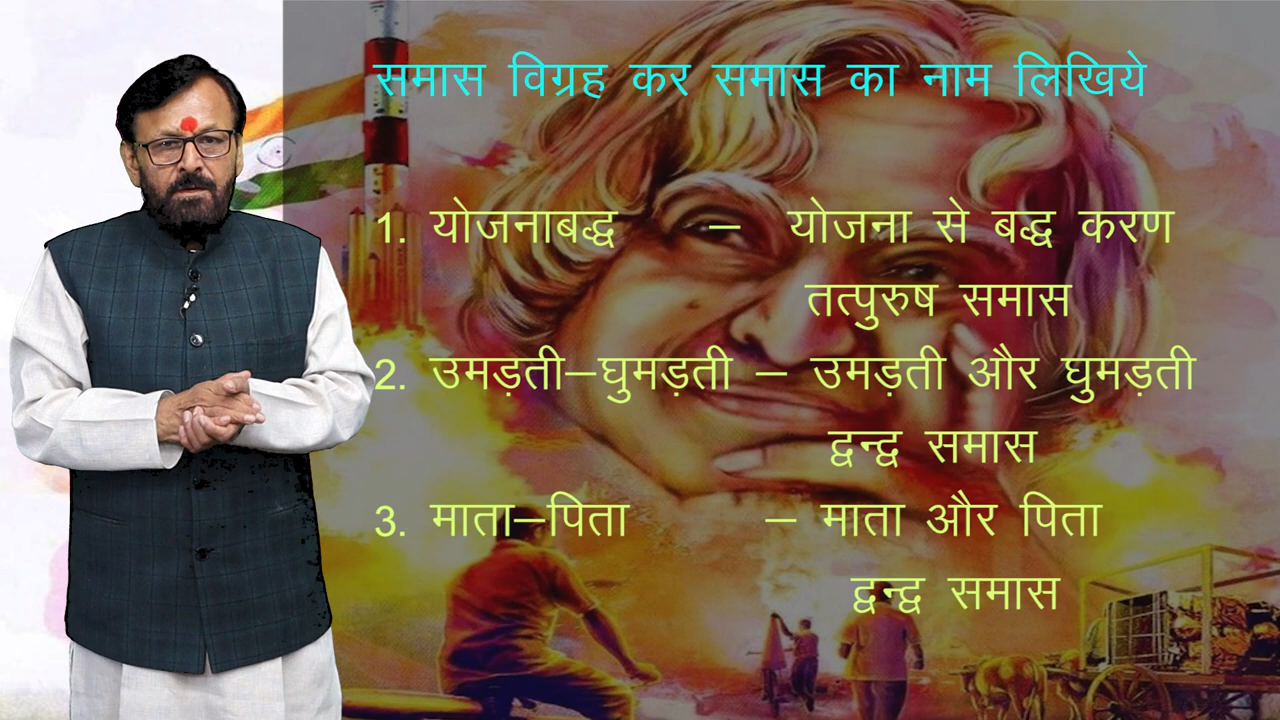 समास विग्रह कर समास का नाम लिखिये
1. योजनाबद्ध – योजना से बद्ध करण
तत्पुरुष समास
2. उमड़ती–घुमड़ती – उमड़ती और घुमड़ती
द्वन्द्व समास
3. माता–पिता – माता और पिता
द्वन्द्व समास